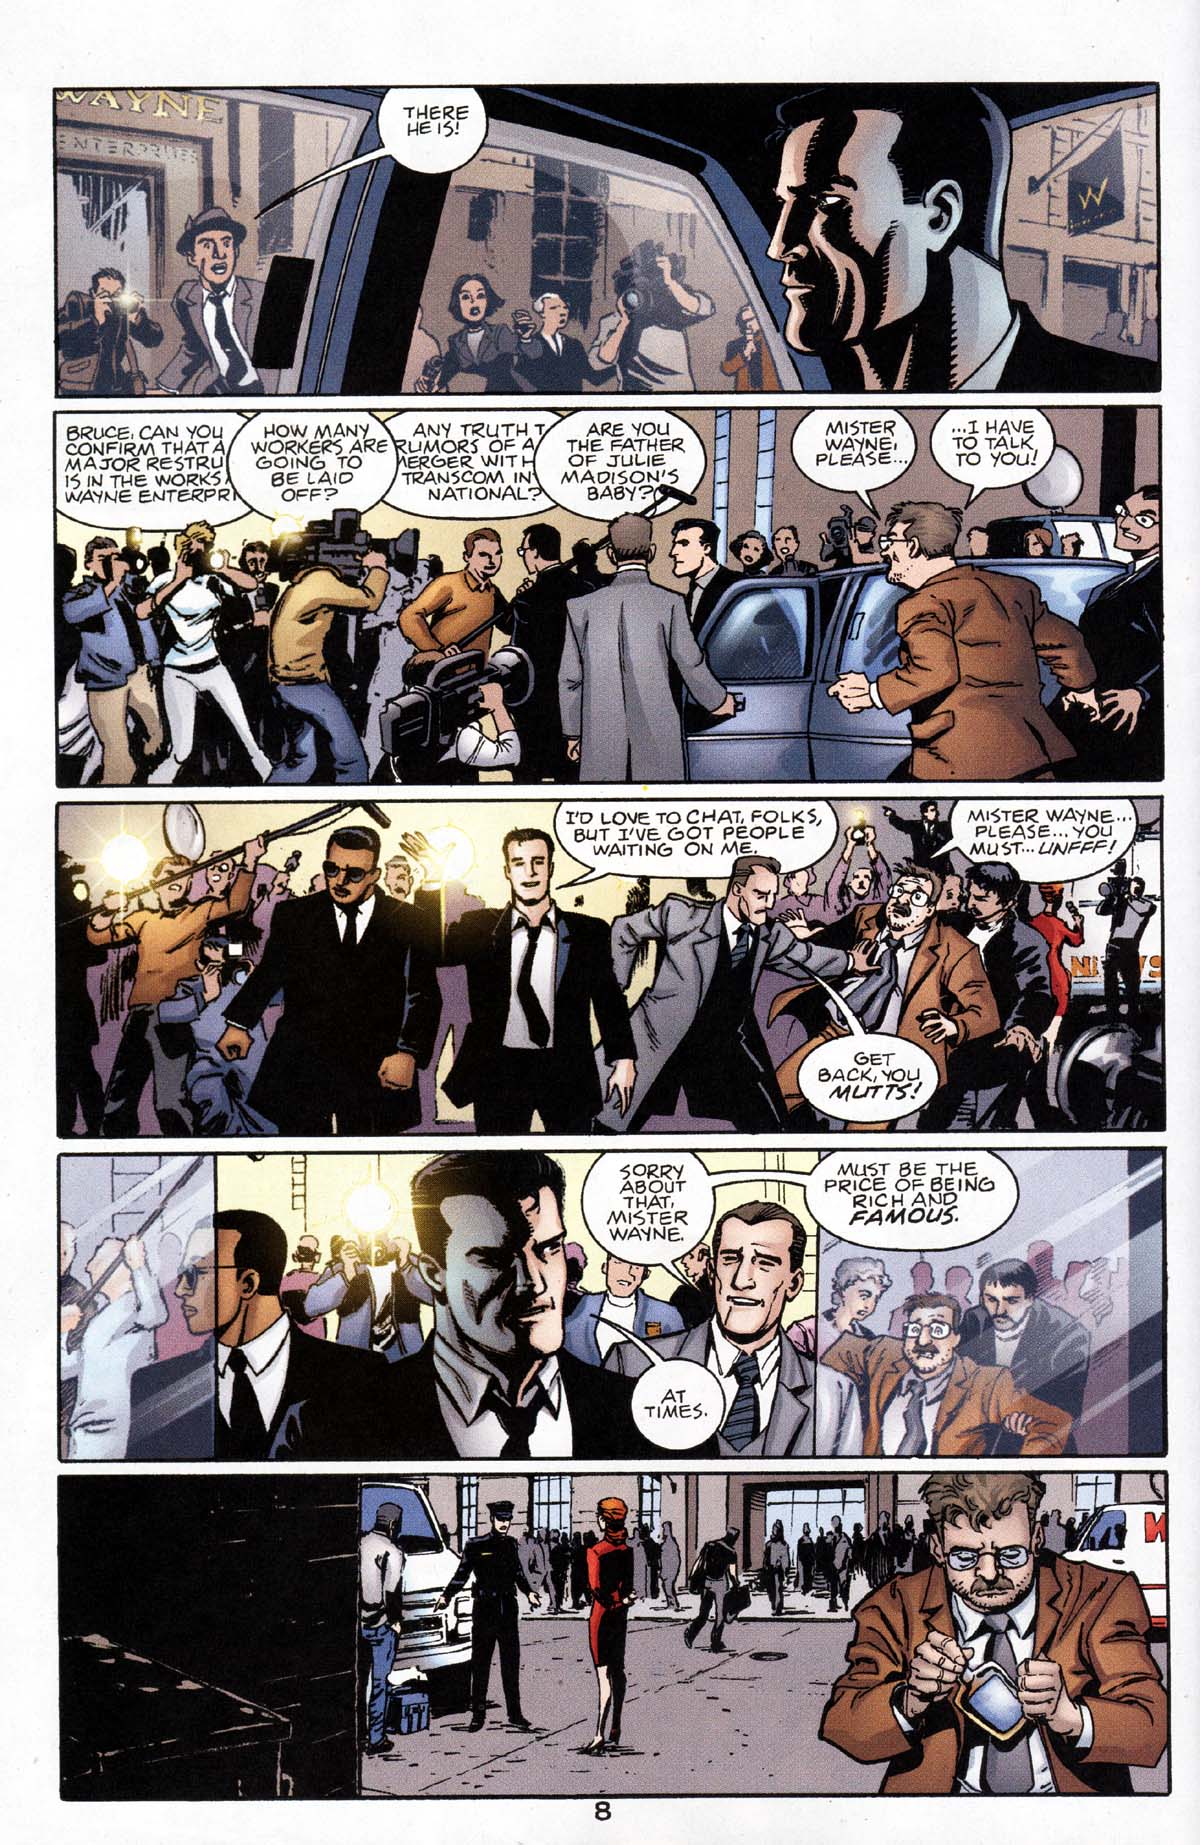 WAYNE
ENTERPRISES
THERE
HE IS!
W
BRUCE, CAN YOU
CONFIRM THAT A
MAJOR RESTRU
IS IN THE WORKS A
WAYNE ENTERPRI
HOW MANY
WORKERS ARE
GOING TO
BE LAID
OFF?
ANY TRUTH T
RUMORS OF A
MERGER WITH
TRANSCOM INT
NATIONAL?
ARE YOU
THE FATHER
OF JULIE
MADISON'S
BABY?
MISTER
WAYNE,
PLEASE...
...I HAVE
TO TALK
TO YOU!
I'D LOVE TO CHAT, FOLKS,
BUT I'VE GOT PEOPLE
WAITING ON ME.
MISTER WAYNE...
PLEASE... YOU
MUST... UNFFF!
NEWS
GET
BACK, YOU
MUTTS!
SORRY
ABOUT
THAT,
MISTER
WAYNE.
MUST BE THE
PRICE OF BEING
RICH AND
FAMOUS.
AT
TIMES.
W
8